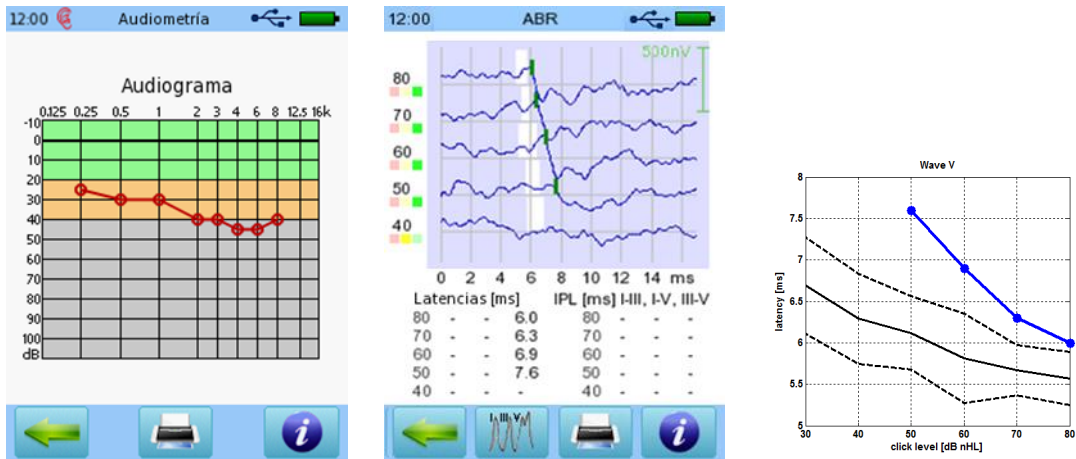 12:00 Audiometría
Audiograma
0.125 0.25 0.5 1 2 3 4 6 8 12.5 16k
-10
0
10
20
30
40
50
60
70
80
90
100
dB
12:00 ABR
500nV
80
70
60
50
40
0 2 4 6 8 10 12 14 ms
Latencias [ms] IPL [ms] I-III, I-V, III-V
80 - - 6.0 80 - - -
70 - - 6.3 70 - - -
60 - - 6.9 60 - - -
50 - - 7.6 50 - - -
40 - - - 40 - - -
I III V
Wave V
8
7.5
7
6.5
6
5.5
5
latency [ms]
30 40 50 60 70 80
click level [dB nHL]